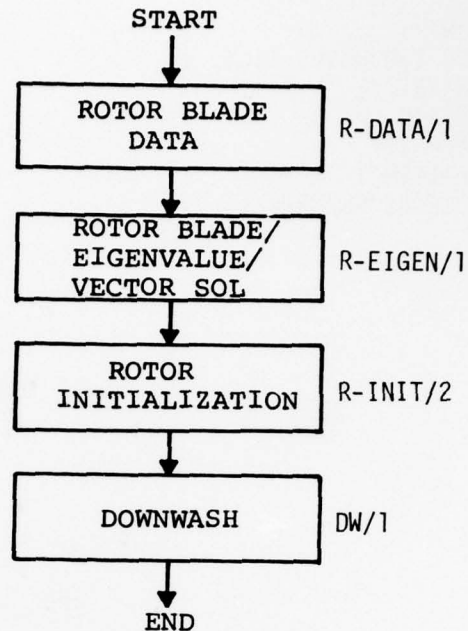 START
ROTOR BLADE
DATA
R-DATA/1
ROTOR BLADE/
EIGENVALUE/
VECTOR SOL
R-EIGEN/1
ROTOR
INITIALIZATION
R-INIT/2
DOWNWASH
DW/1
END